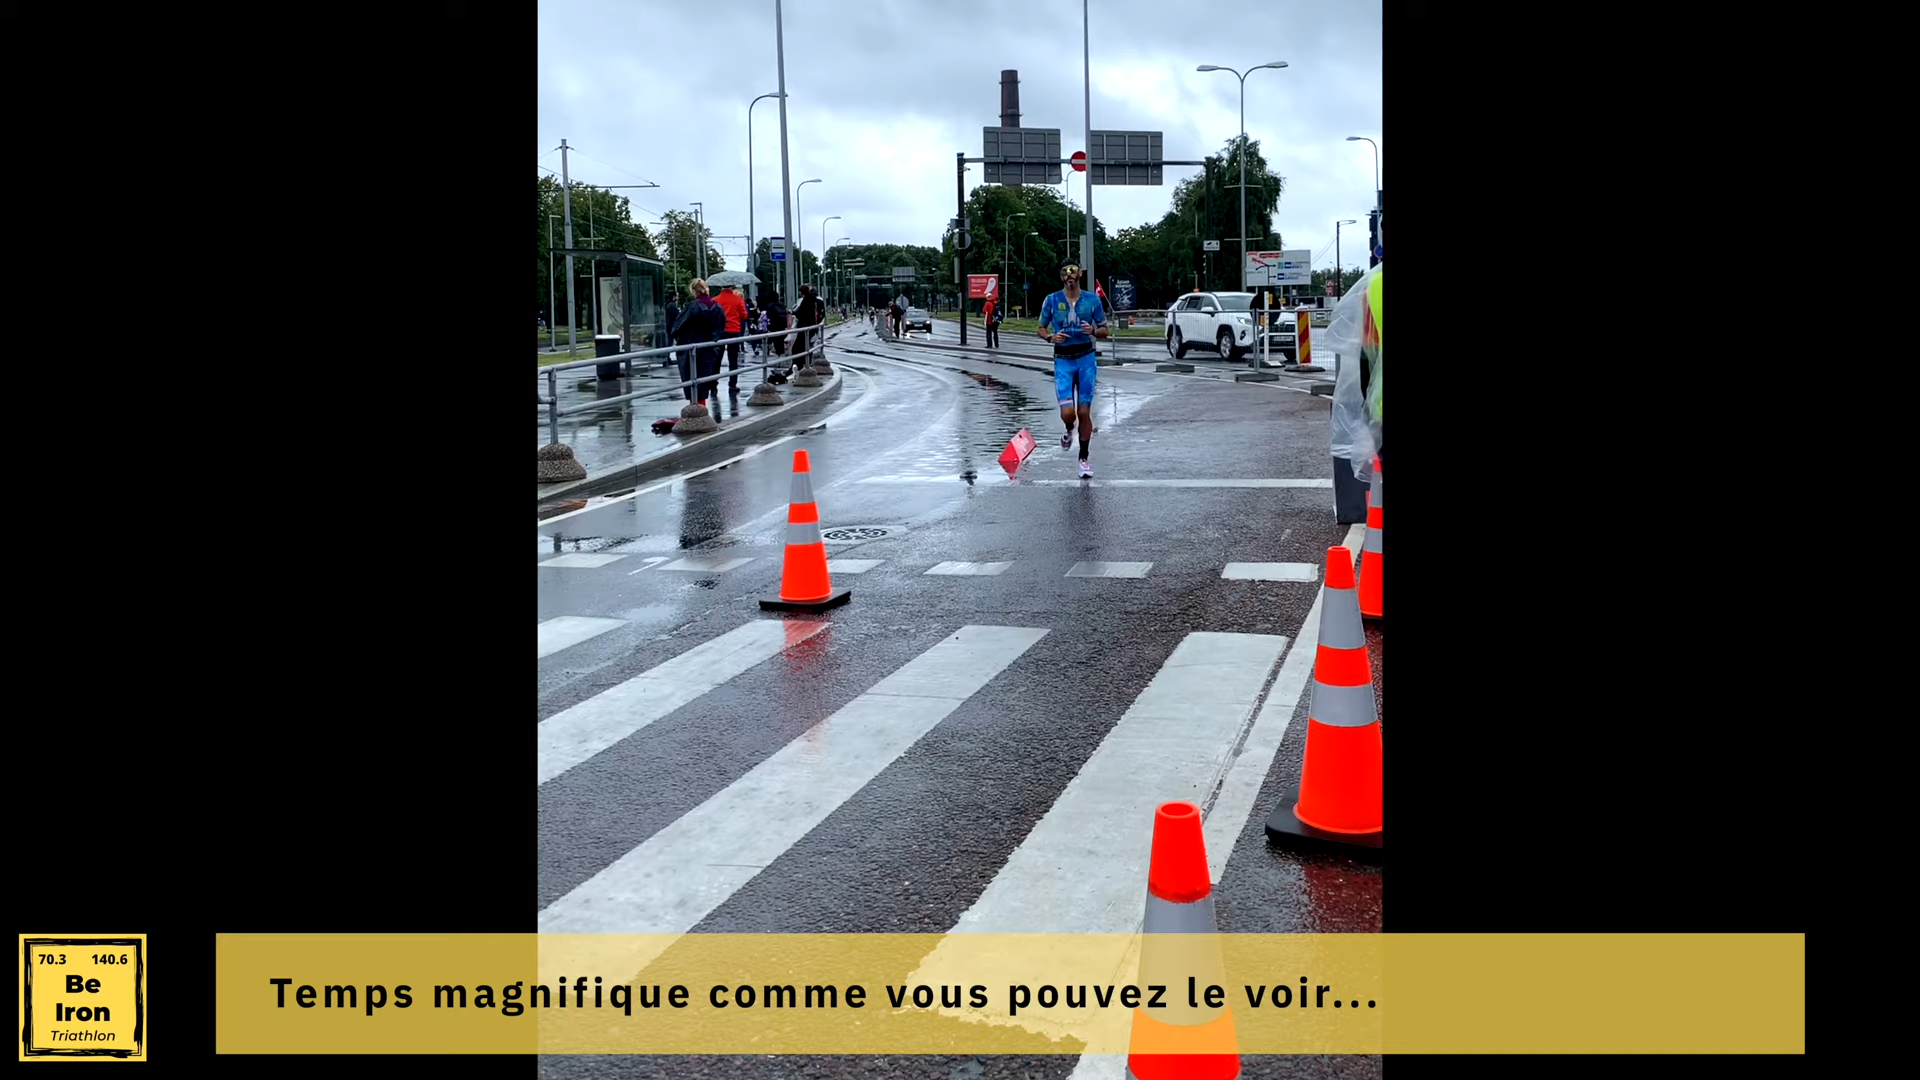 70.3 140.6
Be
Iron
Triathlon
Temps magnifique comme vous pouvez le voir...